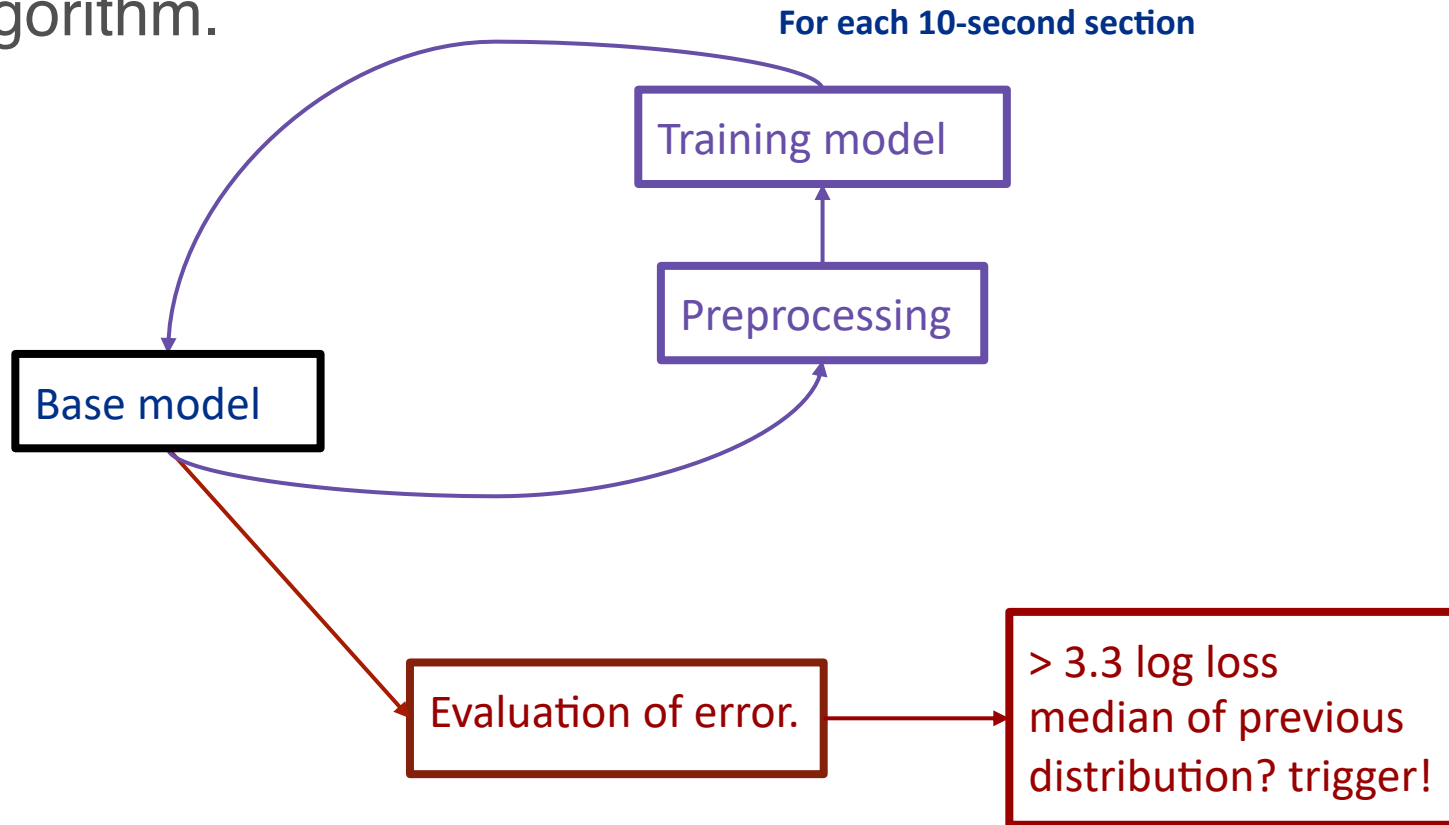 gorithm.
For each 10-second section
Training model
Preprocessing
Base model
Evaluation of error.
> 3.3 log loss
median of previous
distribution? trigger!